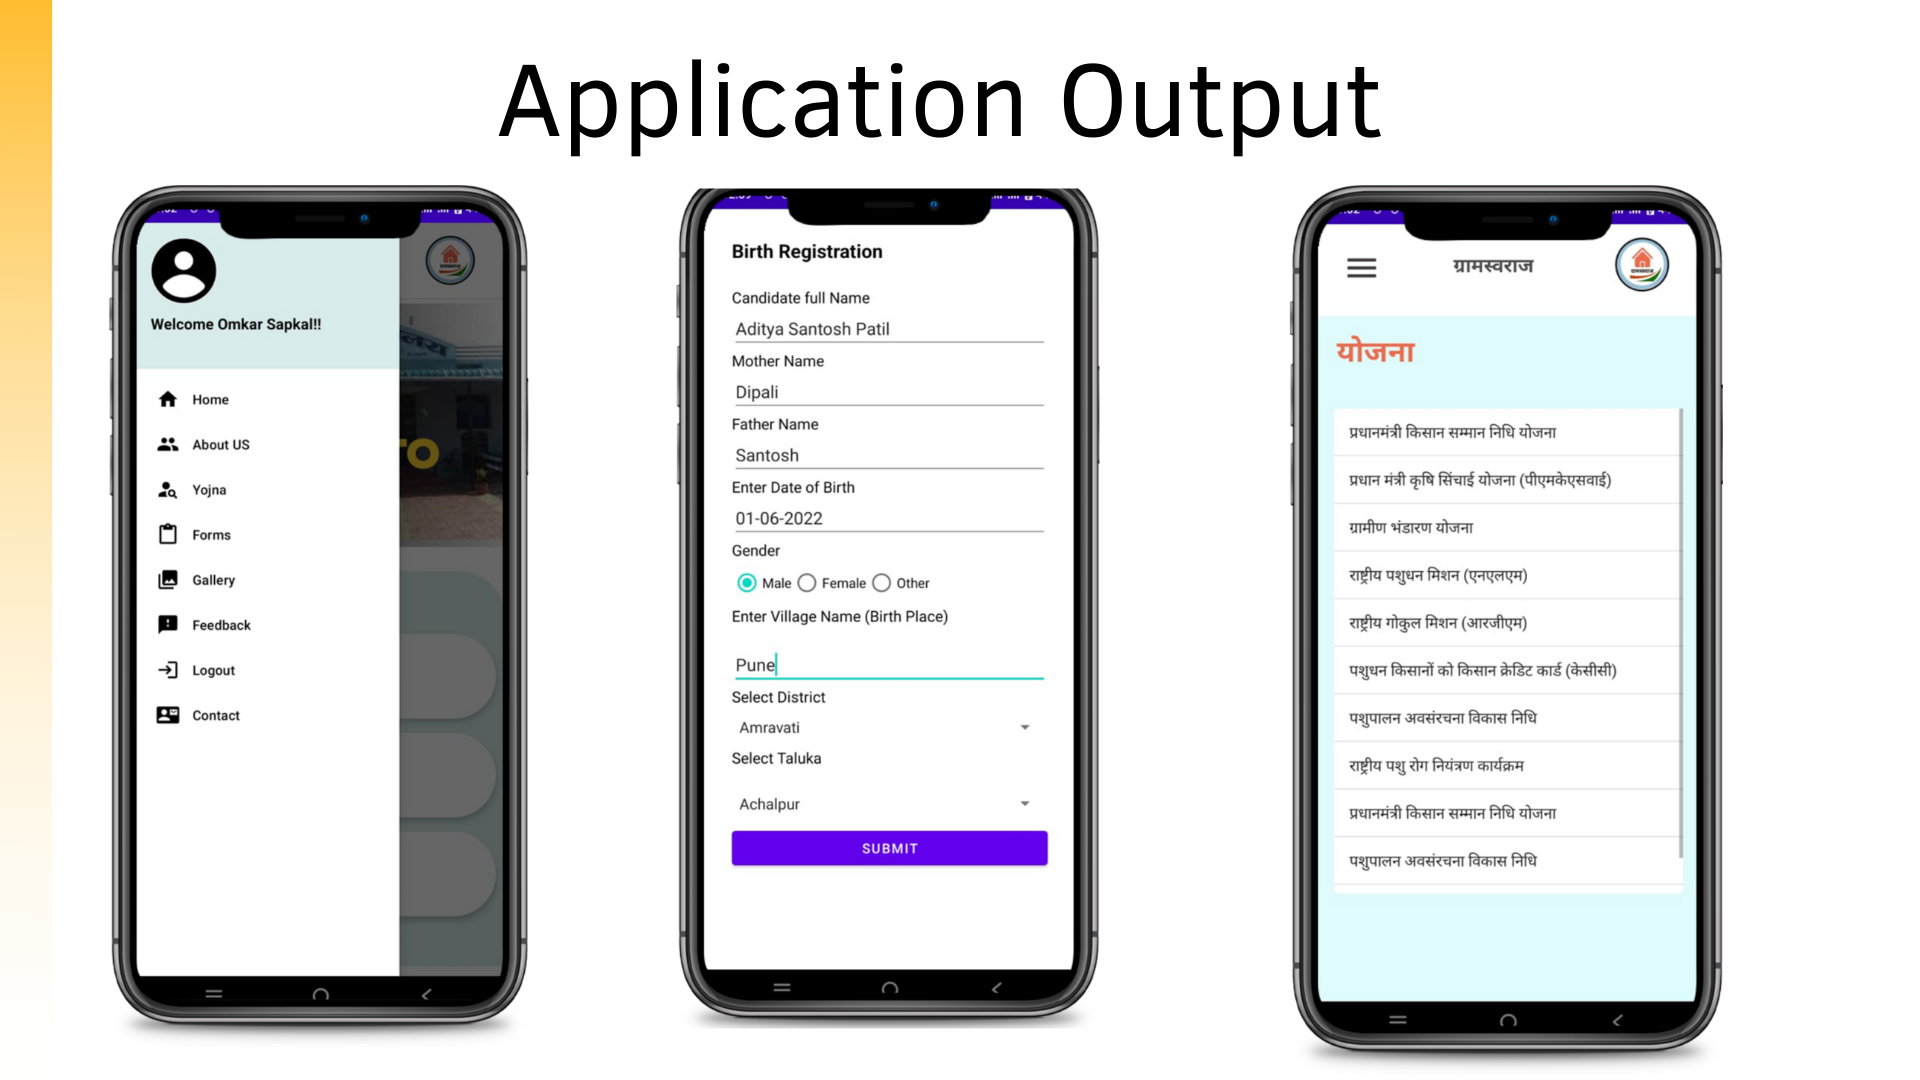 Application Output
Welcome Omkar Sapkal!!
Home
About US
Yojna
Forms
Gallery
Feedback
Logout
Contact
TO
Birth Registration
Candidate full Name
Aditya Santosh Patil
Mother Name
Dipali
Father Name
Santosh
Enter Date of Birth
01-06-2022
Gender
Male Female Other
Enter Village Name (Birth Place)
Pune
Select District
Amravati
Select Taluka
Achalpur
SUBMIT
ग्रामस्वराज
योजना
प्रधानमंत्री किसान सम्मान निधि योजना
प्रधान मंत्री कृषि सिंचाई योजना (पीएमकेएसवाई)
ग्रामीण भंडारण योजना
राष्ट्रीय पशुधन मिशन (एनएलएम)
राष्ट्रीय गोकुल मिशन (आरजीएम)
पशुधन किसानों को किसान क्रेडिट कार्ड (केसीसी)
पशुपालन अवसंरचना विकास निधि
राष्ट्रीय पशु रोग नियंत्रण कार्यक्रम
प्रधानमंत्री किसान सम्मान निधि योजना
पशुपालन अवसंरचना विकास निधि